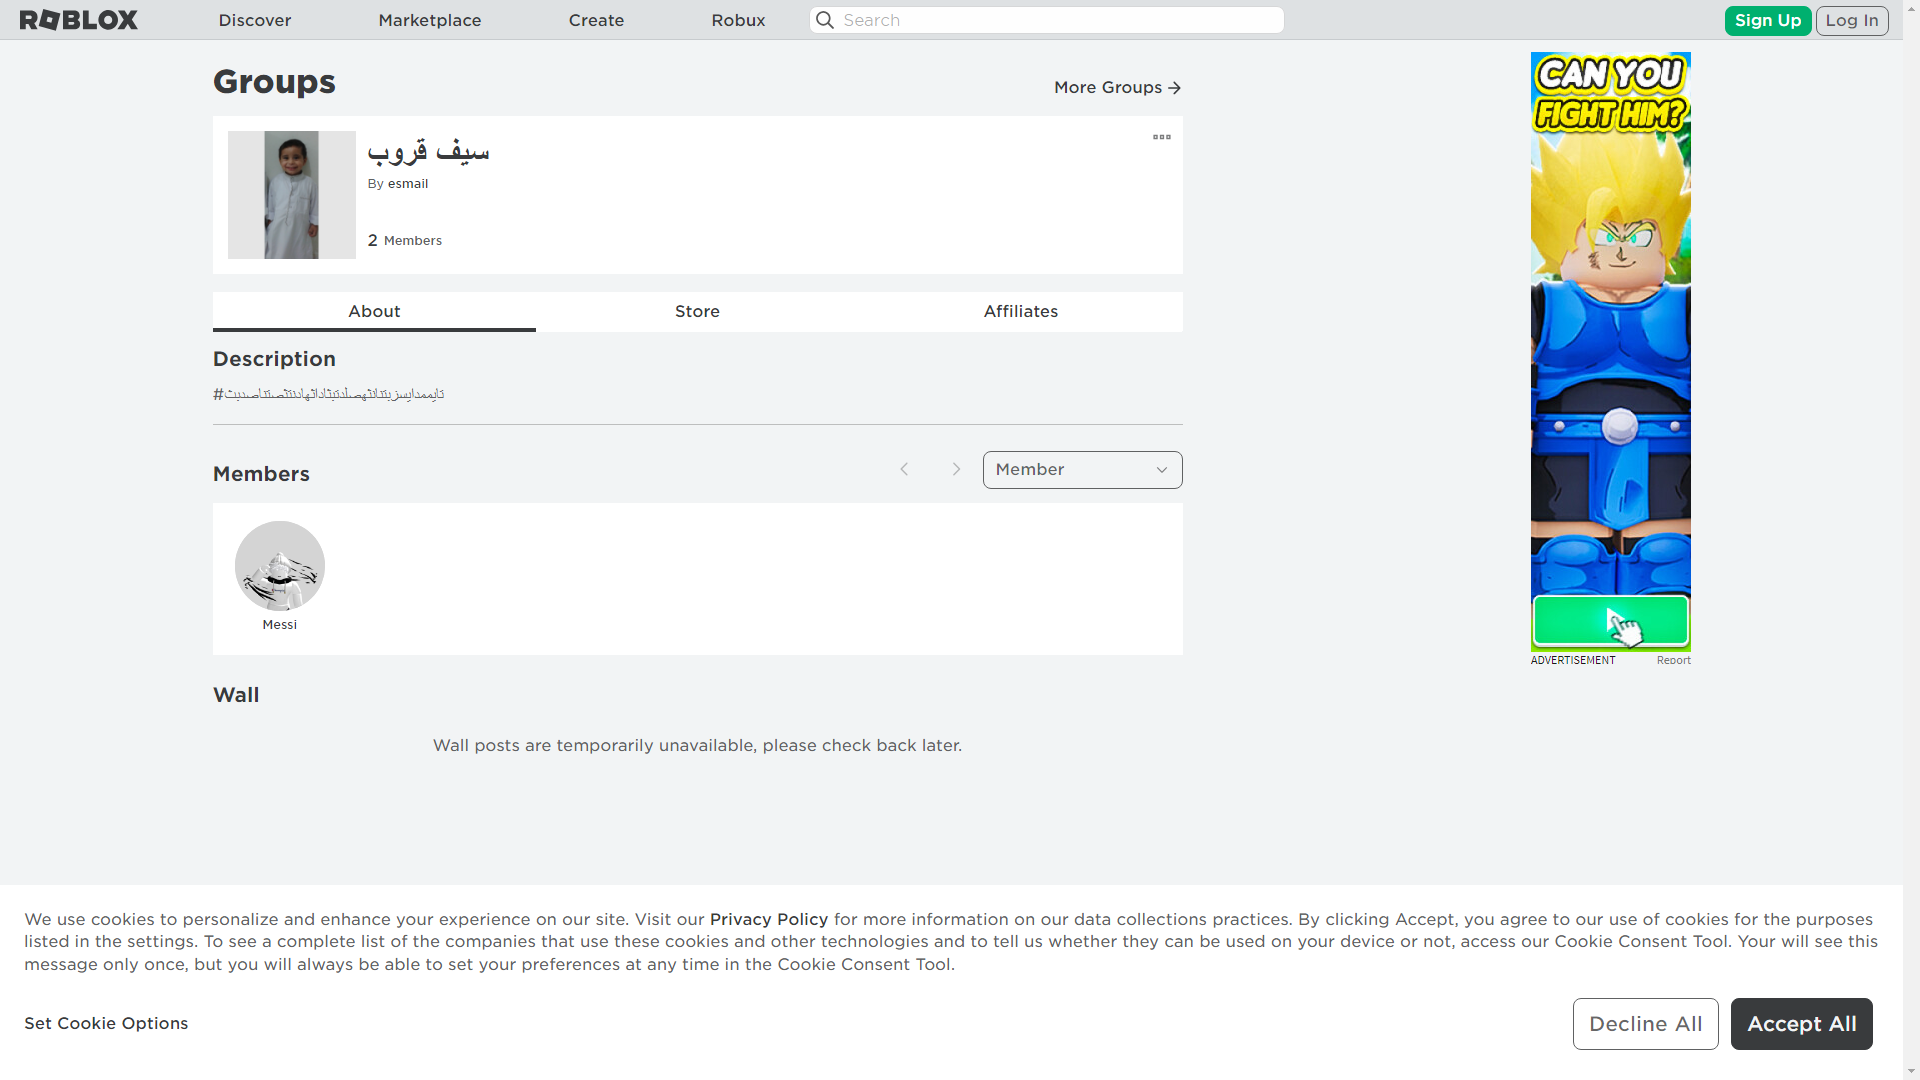 ROBLOX
Discover
Marketplace
Create
Robux
Search
Sign Up
Log In
Groups
More Groups
سيف قروب
By esmail
2 Members
About
Store
Affiliates
Description
Members
Member
Messi
Wall
Wall posts are temporarily unavailable, please check back later.
CAN YOU
FIGHT HIM?
ADVERTISEMENT
Report
We use cookies to personalize and enhance your experience on our site. Visit our Privacy Policy for more information on our data collections practices. By clicking Accept, you agree to our use of cookies for the purposes
listed in the settings. To see a complete list of the companies that use these cookies and other technologies and to tell us whether they can be used on your device or not, access our Cookie Consent Tool. Your will see this
message only once, but you will always be able to set your preferences at any time in the Cookie Consent Tool.
Set Cookie Options
Decline All
Accept All